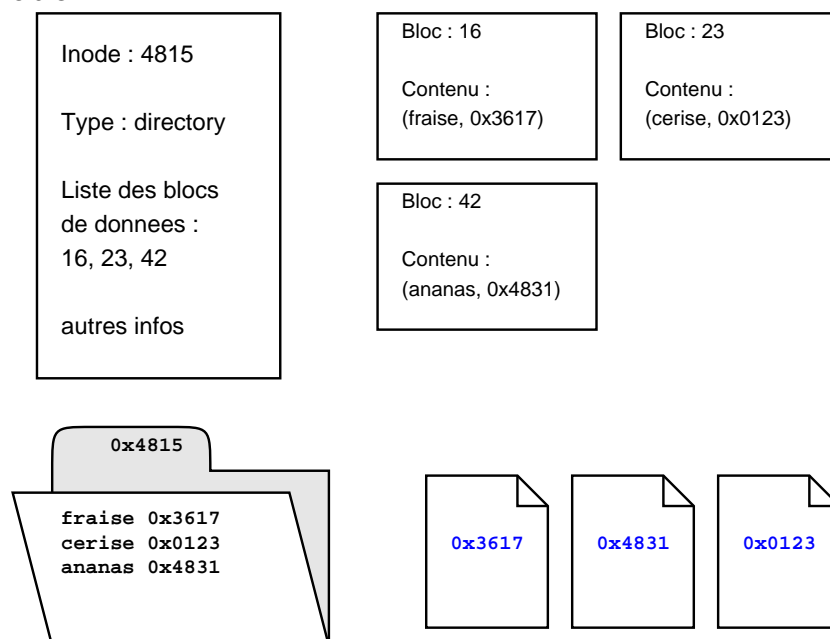 Inode : 4815
Type : directory
Liste des blocs
de donnees :
16, 23, 42
autres infos
Bloc : 16
Contenu :
(fraise, 0x3617)
Bloc : 23
Contenu :
(cerise, 0x0123)
Bloc : 42
Contenu :
(ananas, 0x4831)
0x4815
fraise 0x3617
cerise 0x0123
ananas 0x4831
0x3617
0x4831
0x0123